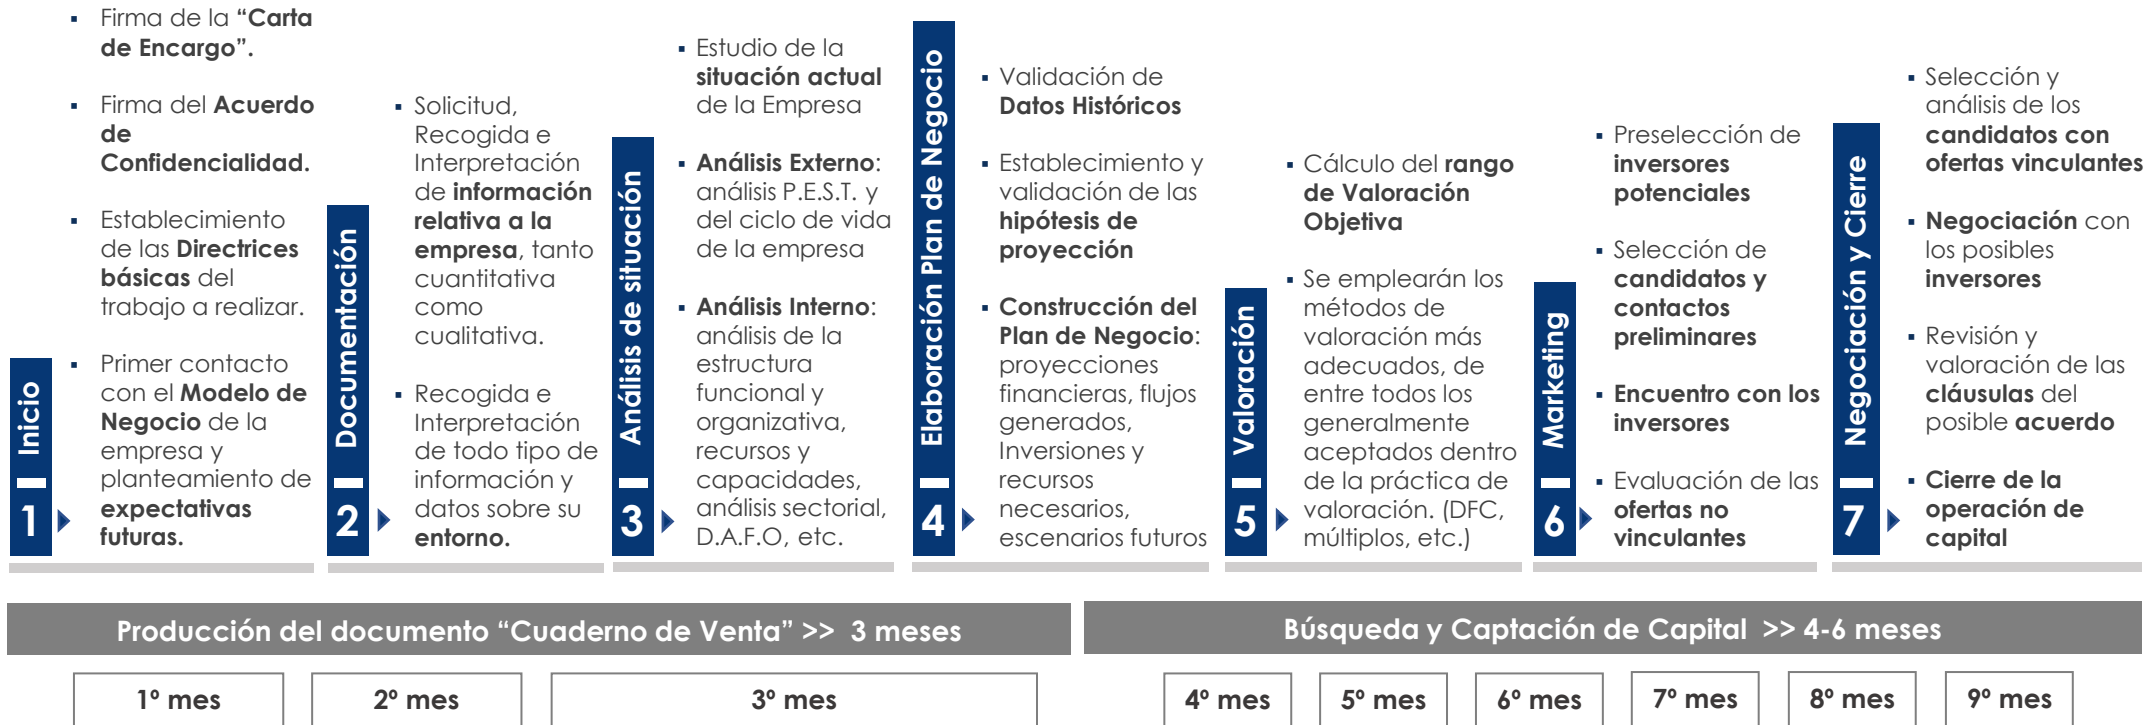 Inicio
1
▪ Firma de la “Carta
de Encargo”.
▪ Firma del Acuerdo
de
Confidencialidad.
▪ Establecimiento
de las Directrices
básicas del
trabajo a realizar.
▪ Primer contacto
con el Modelo de
Negocio de la
empresa y
planteamiento de
expectativas
futuras.
Documentación
2
▪ Solicitud,
Recogida e
Interpretación
de información
relativa a la
empresa, tanto
cuantitativa
como
cualitativa.
▪ Recogida e
Interpretación
de todo tipo de
información y
datos sobre su
entorno.
Análisis de situación
3
▪ Estudio de la
situación actual
de la Empresa
▪ Análisis Externo:
análisis P.E.S.T. y
del ciclo de vida
de la empresa
▪ Análisis Interno:
análisis de la
estructura
funcional y
organizativa,
recursos y
capacidades,
análisis sectorial,
D.A.F.O, etc.
Elaboración Plan de Negocio
4
▪ Validación de
Datos Históricos
▪ Establecimiento y
validación de las
hipótesis de
proyección
▪ Construcción del
Plan de Negocio:
proyecciones
financieras, flujos
generados,
Inversiones y
recursos
necesarios,
escenarios futuros
Valoración
5
▪ Cálculo del rango
de Valoración
Objetiva
▪ Se emplearán los
métodos de
valoración más
adecuados, de
entre todos los
generalmente
aceptados dentro
de la práctica de
valoración. (DFC,
múltiplos, etc.)
Marketing
6
▪ Preselección de
inversores
potenciales
▪ Selección de
candidatos y
contactos
preliminares
▪ Encuentro con los
inversores
▪ Evaluación de las
ofertas no
vinculantes
Negociación y Cierre
7
▪ Selección y
análisis de los
candidatos con
ofertas vinculantes
▪ Negociación con
los posibles
inversores
▪ Revisión y
valoración de las
cláusulas del
posible acuerdo
▪ Cierre de la
operación de
capital
Producción del documento “Cuaderno de Venta” >> 3 meses
Búsqueda y Captación de Capital >> 4-6 meses
1º mes
2º mes
3º mes
4º mes
5º mes
6º mes
7º mes
8º mes
9º mes